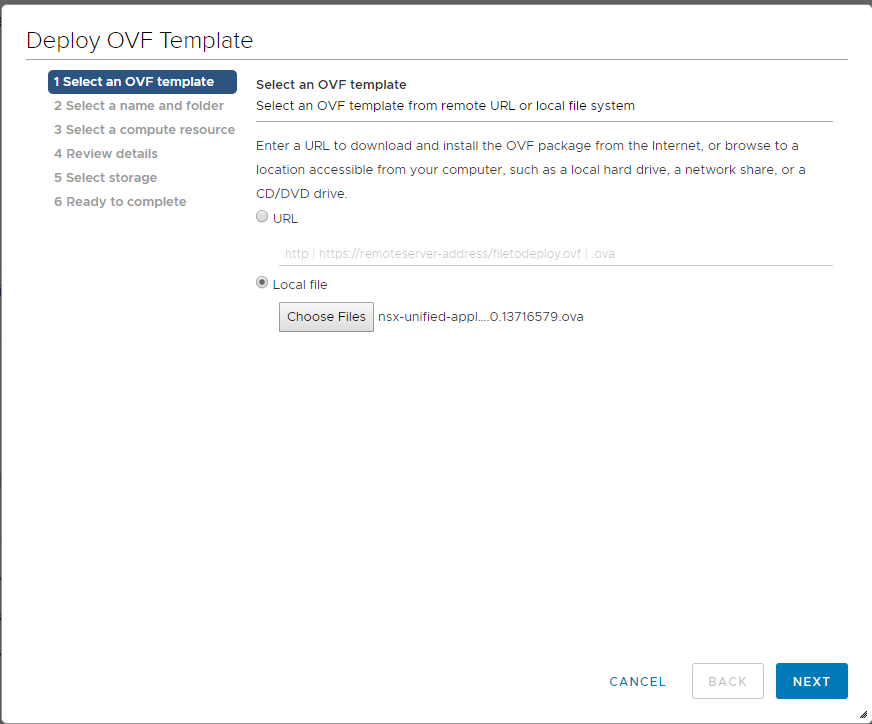 Deploy OVF Template
1 Select an OVF template
2 Select a name and folder
3 Select a compute resource
4 Review details
5 Select storage
6 Ready to complete
Select an OVF template
Select an OVF template from remote URL or local file system
Enter a URL to download and install the OVF package from the Internet, or browse to a
location accessible from your computer, such as a local hard drive, a network share, or a
CD/DVD drive.
URL
http | https://remoteserver-address/filetodeploy.ovf | .ova
Local file
Choose Files nsx-unified-appl....0.13716579.ova
CANCEL BACK NEXT